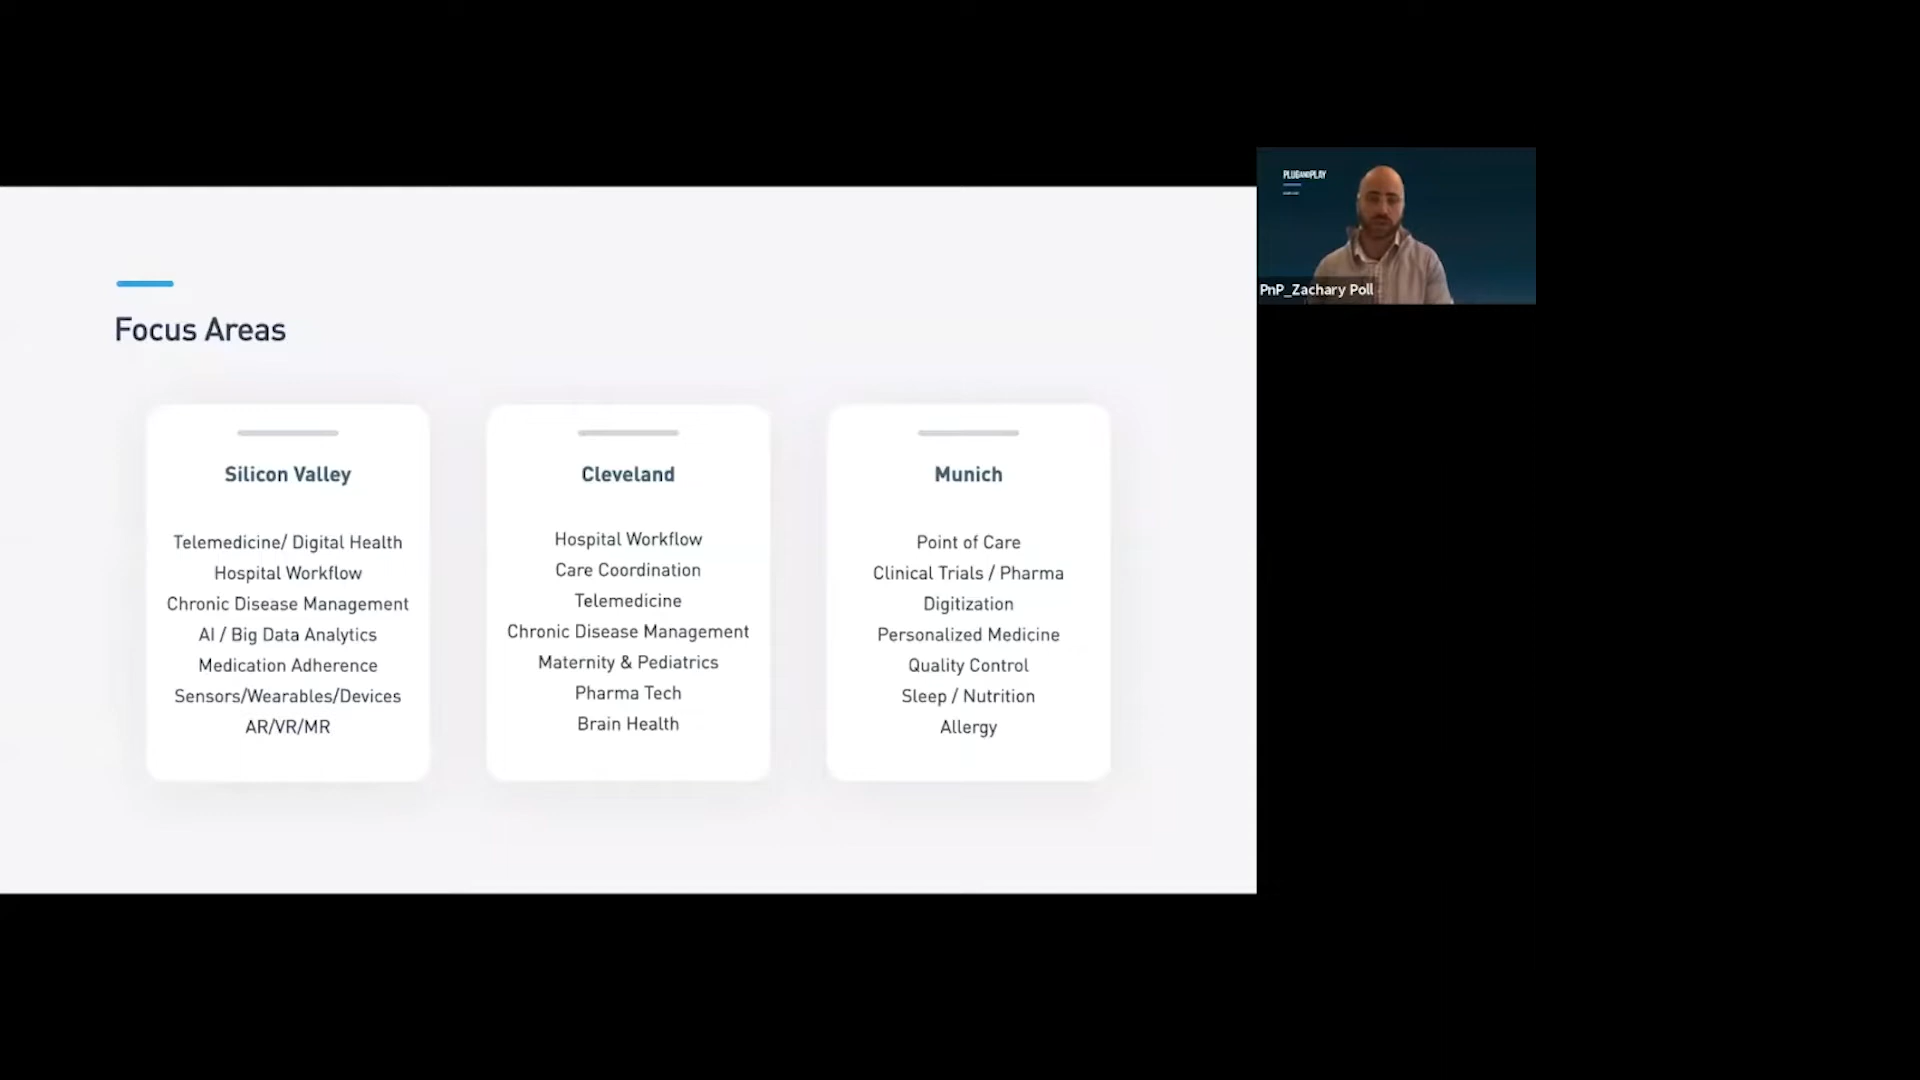 Focus Areas
Silicon Valley
Telemedicine/ Digital Health
Hospital Workflow
Chronic Disease Management
AI / Big Data Analytics
Medication Adherence
Sensors/Wearables/Devices
AR/VR/MR
Cleveland
Hospital Workflow
Care Coordination
Telemedicine
Chronic Disease Management
Maternity & Pediatrics
Pharma Tech
Brain Health
Munich
Point of Care
Clinical Trials / Pharma
Digitization
Personalized Medicine
Quality Control
Sleep / Nutrition
Allergy
PLUGANDPLAY
PnP_Zachary Poll